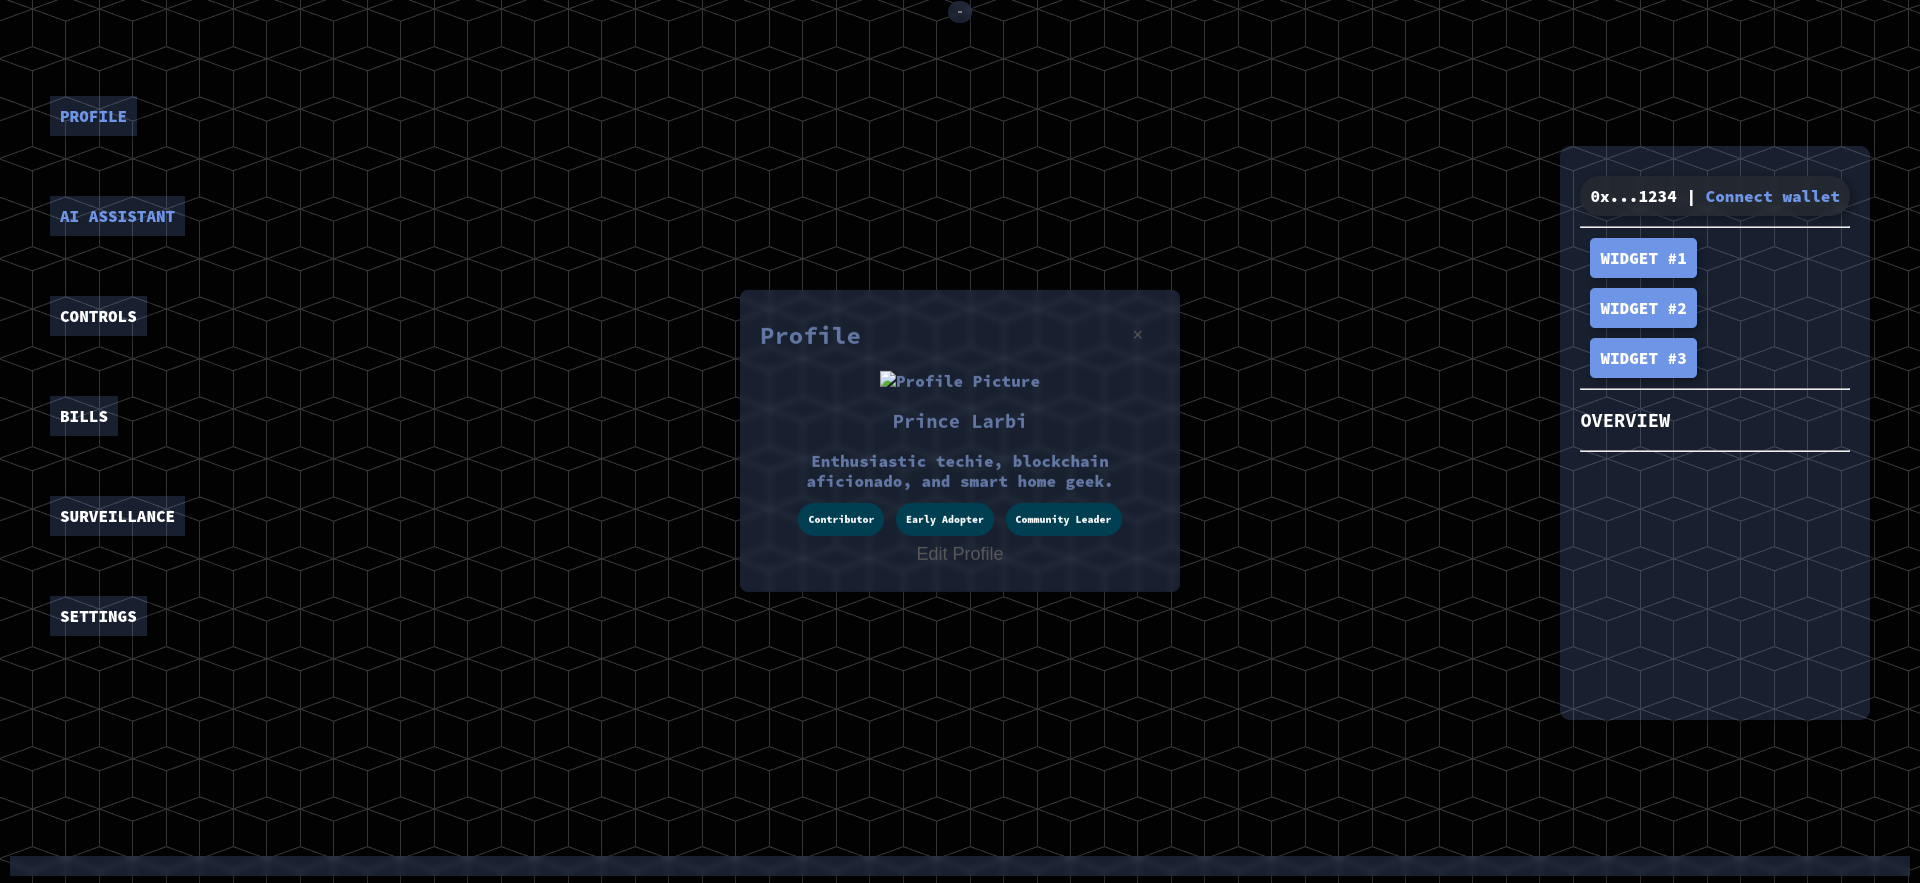 -
PROFILE
AI ASSISTANT
CONTROLS
BILLS
SURVEILLANCE
SETTINGS
Profile ×
Profile Picture
Prince Larbi
Enthusiastic techie, blockchain
aficionado, and smart home geek.
Contributor Early Adopter Community Leader
Edit Profile
0x...1234 | Connect wallet
WIDGET #1
WIDGET #2
WIDGET #3
OVERVIEW